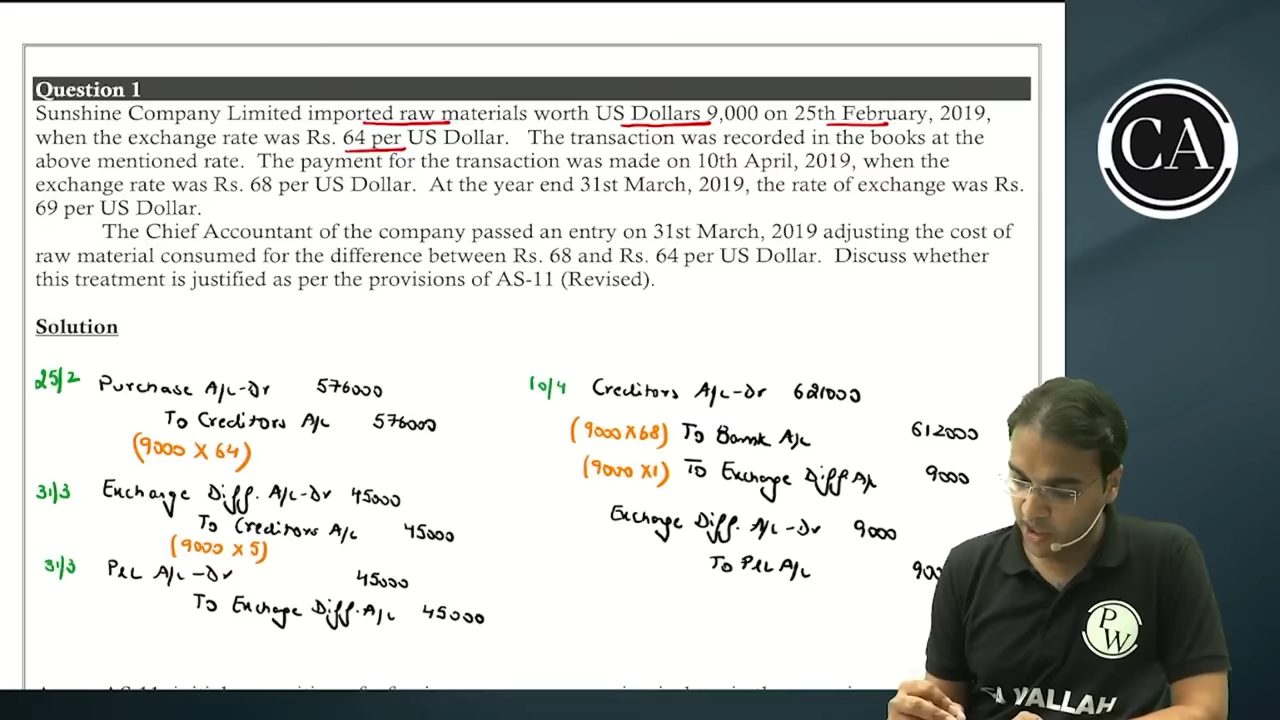 Question 1
Sunshine Company Limited imported raw materials worth US Dollars 9,000 on 25th February, 2019,
when the exchange rate was Rs. 64 per US Dollar. The transaction was recorded in the books at the
above mentioned rate. The payment for the transaction was made on 10th April, 2019, when the
exchange rate was Rs. 68 per US Dollar. At the year end 31st March, 2019, the rate of exchange was Rs.
69 per US Dollar.
The Chief Accountant of the company passed an entry on 31st March, 2019 adjusting the cost of
raw material consumed for the difference between Rs. 68 and Rs. 64 per US Dollar. Discuss whether
this treatment is justified as per the provisions of AS-11 (Revised).
Solution
25/2 Purchase A/c-Dr 576000
To Creditors A/c 576000
(9000 X 64)
31/3 Exchange Diff. A/c-Dr 45000
To Creditors A/c 45000
(9000 X 5)
31/3 P&L A/c-Dr 45000
To Exchage Diff. A/c 45000
10/4 Creditors A/c-Dr 621000
(9000 X 68) To Bank A/c 612000
(9000 X 1) To Exchange Diff A/c 9000
Exchage Diff. A/c-Dr 9000
To P&L A/c
CA
PW
YALLAH